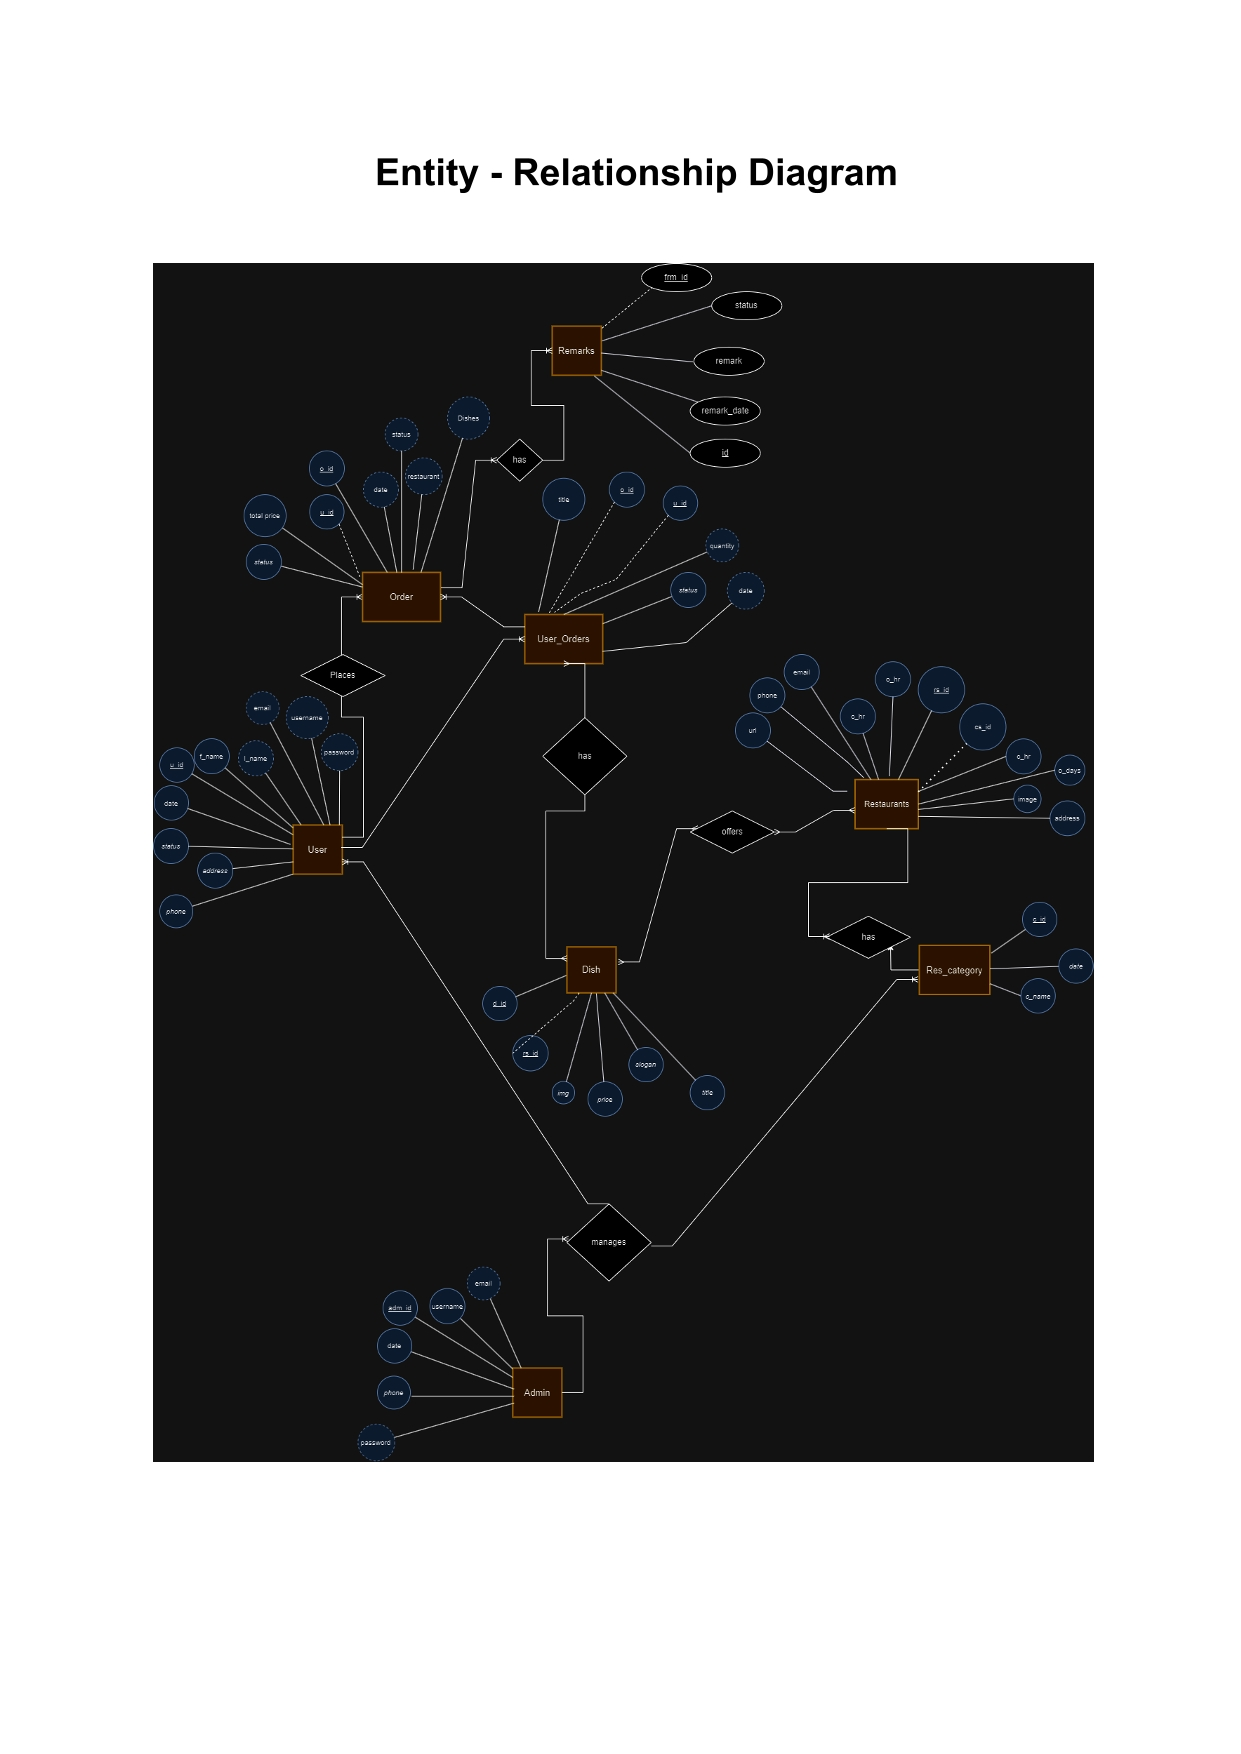 Entity - Relationship Diagram
frm_id
status
Remarks
remark
remark_date
id
Dishes
status
has
o_id
restaurant
date
title
o_id
u_id
u_id
total price
quantity
status
status
date
Order
User_Orders
Places
email
c_hr
rs_id
phone
email
username
c_hr
cs_id
url
f_name
l_name
password
u_id
has
o_hr
o_days
date
image
Restaurants
address
offers
status
User
address
phone
c_id
has
Dish
Res_category
date
c_name
d_id
rs_id
slogan
img
price
title
manages
email
adm_id
username
date
phone
Admin
password